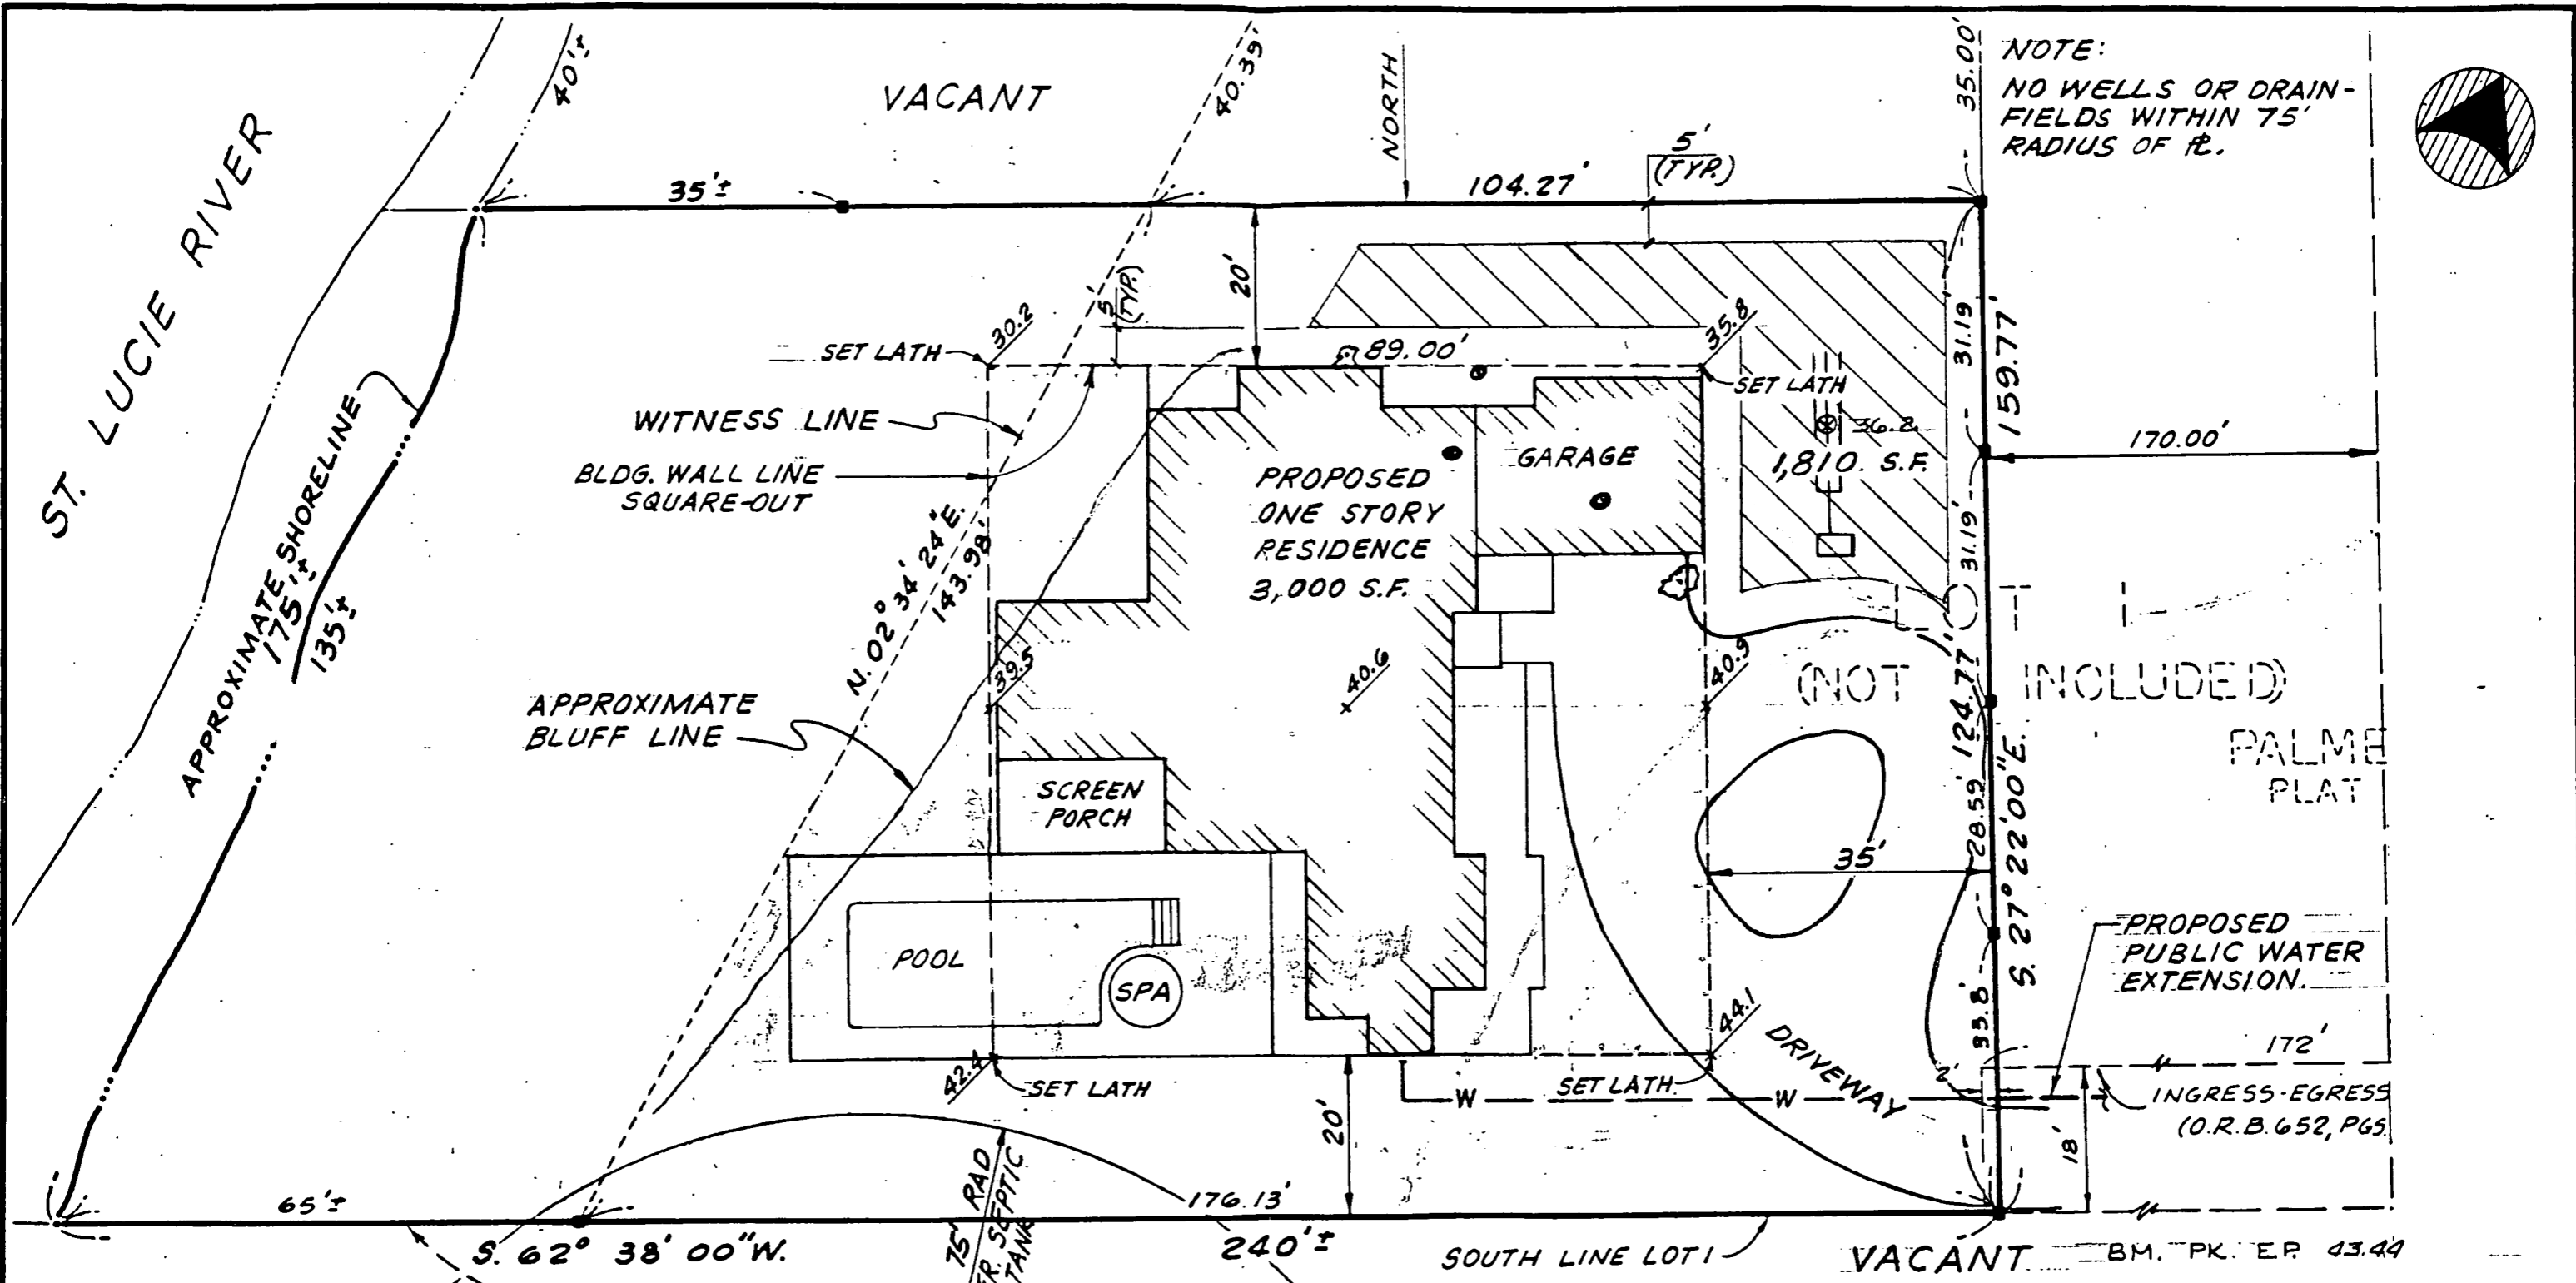 40'±
VACANT
40.39'
NORTH
5'
(TYP.)
35.00'
NOTE:
NO WELLS OR DRAIN-
FIELDS WITHIN 75'
RADIUS OF ℄.
ST. LUCIE RIVER
35'±
104.27'
20'
5'
(TYP.)
30.2
SET LATH
89.00'
35.8
SET LATH
31.19'
159.77'
WITNESS LINE
BLDG. WALL LINE
SQUARE-OUT
PROPOSED
ONE STORY
RESIDENCE
3,000 S.F.
GARAGE
36.2
1,810. S.F.
170.00'
31.19'
APPROXIMATE SHORELINE
175'±
135'±
N. 02° 34' 24" E.
143.98'
LOT 1
39.5
40.6
40.9
124.77'
(NOT INCLUDED)
APPROXIMATE
BLUFF LINE
PALME
PLAT
SCREEN
PORCH
28.59'
S. 27° 22' 00" E.
35'
POOL
SPA
PROPOSED
PUBLIC WATER
EXTENSION.
33.8'
44.1
DRIVEWAY
172'
42.4
SET LATH
SET LATH
W
W
2'
INGRESS-EGRESS
(O.R.B. 652, PGS.
20'
18'
65'±
75' RAD
ER. SEPTIC
TANK
176.13'
S. 62° 38' 00" W.
240'±
SOUTH LINE LOT 1
VACANT
BM. PK. E.P. 43.44